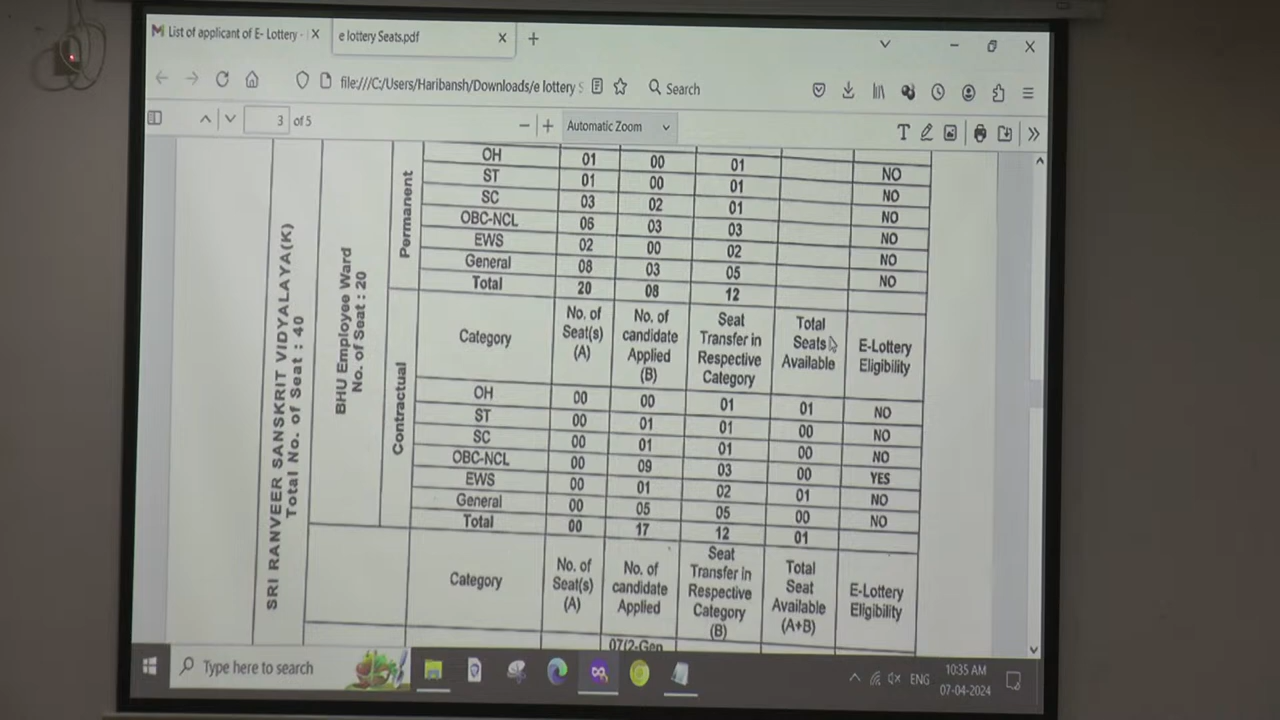 List of applicant of E- Lottery -
e lottery Seats.pdf
file:///C:/Users/Haribansh/Downloads/e lottery S
Search
3 of 5
Automatic Zoom
SRI RANVEER SANSKRIT VIDYALAYA(K)
Total No. of Seat : 40
BHU Employee Ward
No. of Seat : 20
Permanent
OH 01 00 01 NO
ST 01 00 01 NO
SC 03 02 01 NO
OBC-NCL 06 03 03 NO
EWS 02 00 02 NO
General 08 03 05 NO
Total 20 08 12
Contractual
Category
No. of Seat(s) (A)
No. of candidate Applied (B)
Seat Transfer in Respective Category
Total Seats Available
E-Lottery Eligibility
OH 00 00 01 01 NO
ST 00 01 01 00 NO
SC 00 01 01 00 NO
OBC-NCL 00 09 03 00 YES
EWS 00 01 02 01 NO
General 00 05 05 00 NO
Total 00 17 12 01
Category
No. of Seat(s) (A)
No. of candidate Applied
Seat Transfer in Respective Category (B)
Total Seat Available (A+B)
E-Lottery Eligibility
07(2-Gen
Type here to search
ENG
10:35 AM
07-04-2024